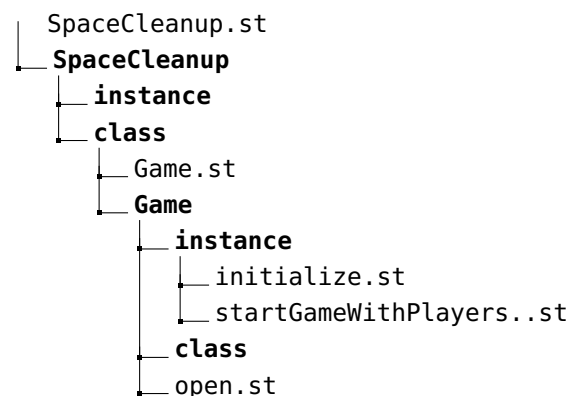 SpaceCleanup.st
SpaceCleanup
instance
class
Game.st
Game
instance
initialize.st
startGameWithPlayers..st
class
open.st